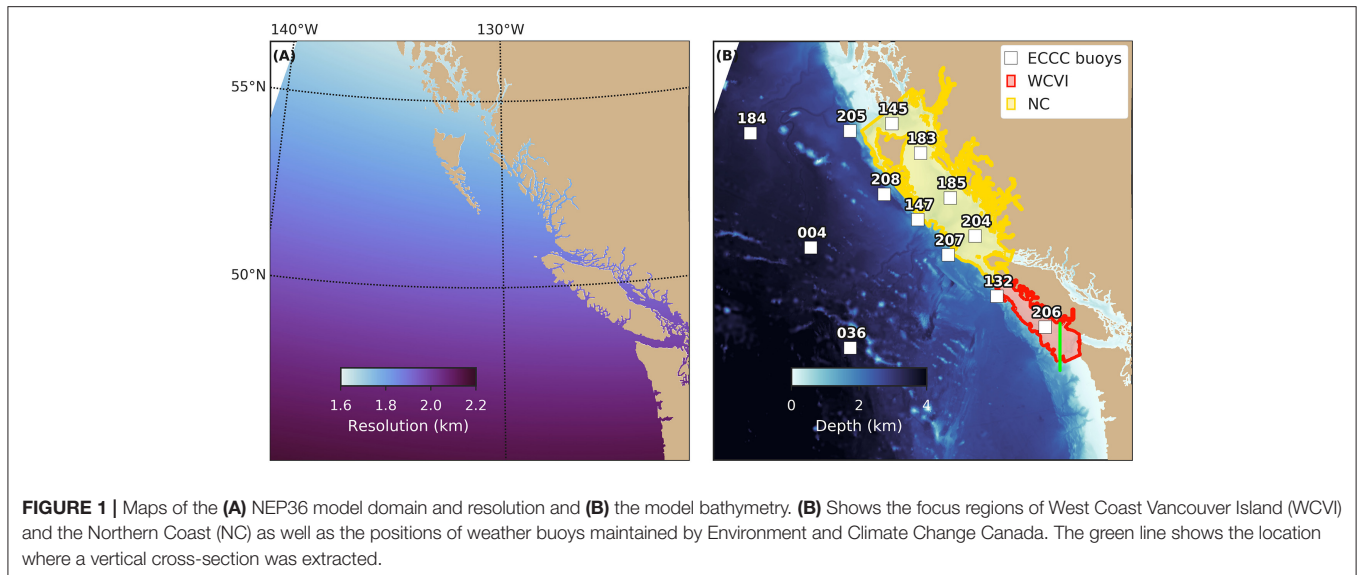 140°W 130°W
(A)
55°N
50°N
1.6 1.8 2.0 2.2
Resolution (km)
(B)
ECCC buoys
WCVI
NC
184
205
145
183
208
185
147
204
004
207
132
206
036
0 2 4
Depth (km)
FIGURE 1 | Maps of the (A) NEP36 model domain and resolution and (B) the model bathymetry. (B) Shows the focus regions of West Coast Vancouver Island (WCVI)
and the Northern Coast (NC) as well as the positions of weather buoys maintained by Environment and Climate Change Canada. The green line shows the location
where a vertical cross-section was extracted.